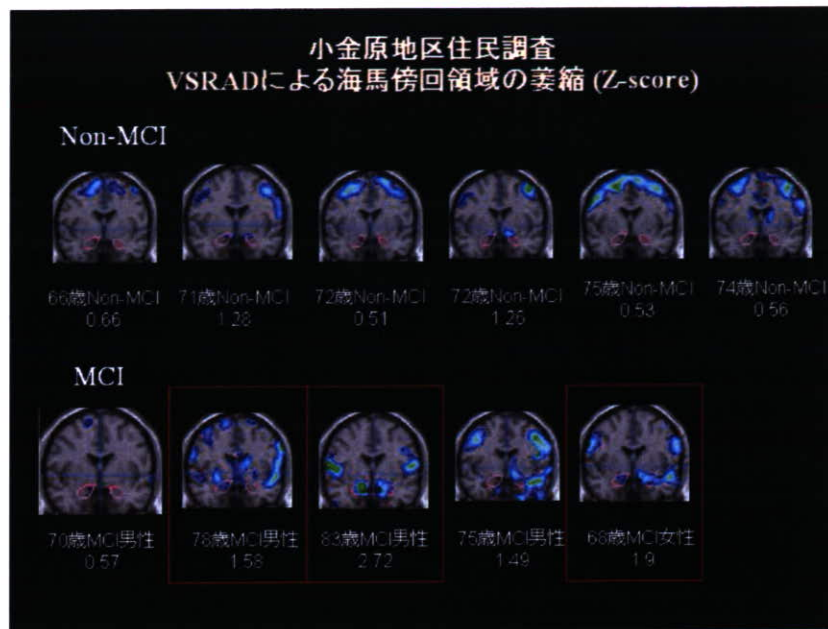 小金原地区住民調査
VSRADによる海馬傍回領域の萎縮 (Z-score)
Non-MCI
66歳Non-MCI
0.66
71歳Non-MCI
1.28
72歳Non-MCI
0.51
72歳Non-MCI
1.26
75歳Non-MCI
0.53
74歳Non-MCI
0.56
MCI
70歳MCI男性
0.57
78歳MCI男性
1.58
83歳MCI男性
2.72
75歳MCI男性
1.49
68歳MCI女性
1.9